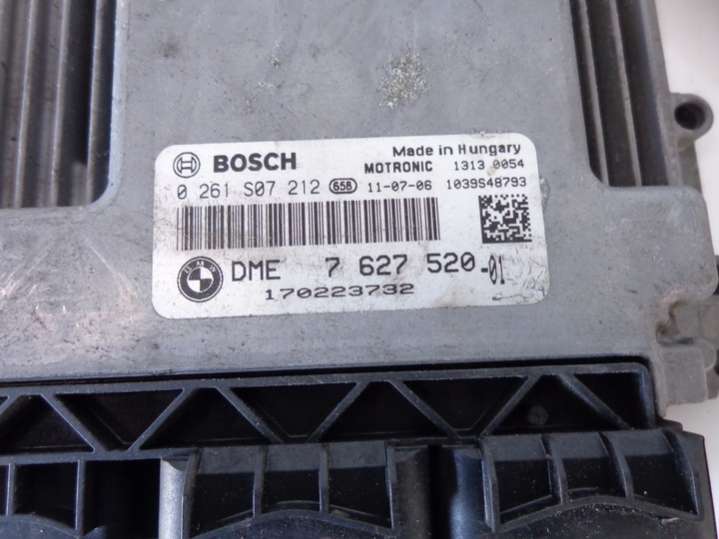 BOSCH
Made in Hungary
MOTRONIC 1313 0054
0 261 S07 212 658 11-07-06 1039S48793
BMW
DME 7 627 520-01
170223732